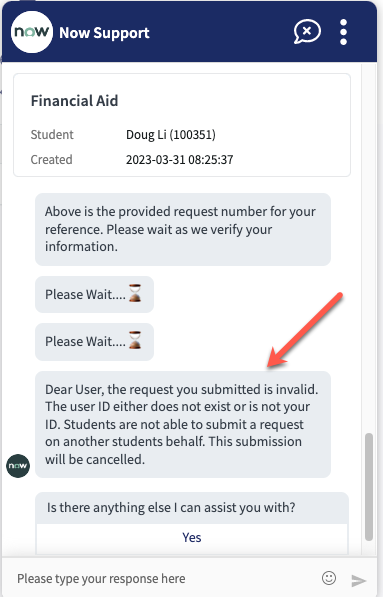 now
Now Support
Financial Aid
Student Doug Li (100351)
Created 2023-03-31 08:25:37
Above is the provided request number for your
reference. Please wait as we verify your
information.
Please Wait....⏳
Please Wait....⏳
Dear User, the request you submitted is invalid.
The user ID either does not exist or is not your
ID. Students are not able to submit a request
on another students behalf. This submission
will be cancelled.
now
Is there anything else I can assist you with?
Yes
Please type your response here